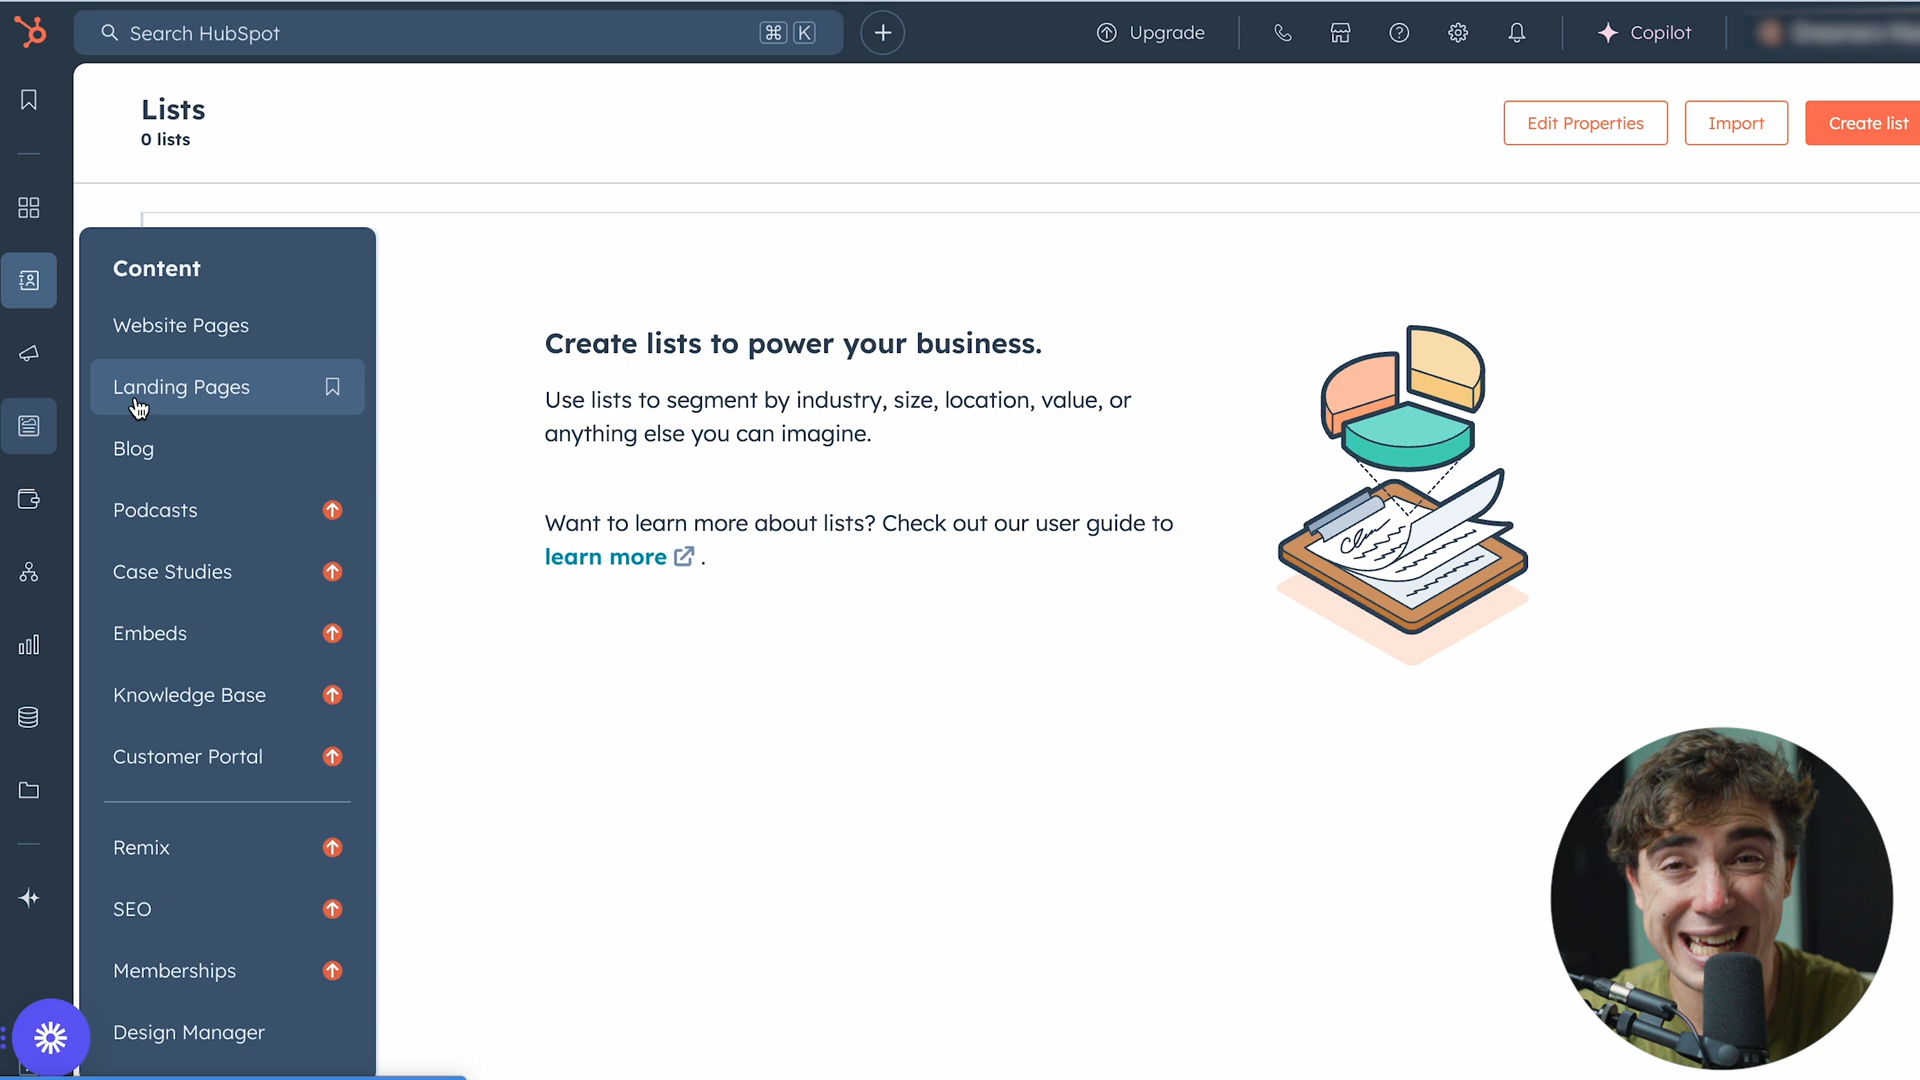 Search HubSpot
⌘ K
Upgrade
Copilot
Lists
0 lists
Edit Properties
Import
Create list
Content
Website Pages
Landing Pages
Blog
Podcasts
Case Studies
Embeds
Knowledge Base
Customer Portal
Remix
SEO
Memberships
Design Manager
Create lists to power your business.
Use lists to segment by industry, size, location, value, or
anything else you can imagine.
Want to learn more about lists? Check out our user guide to
learn more .